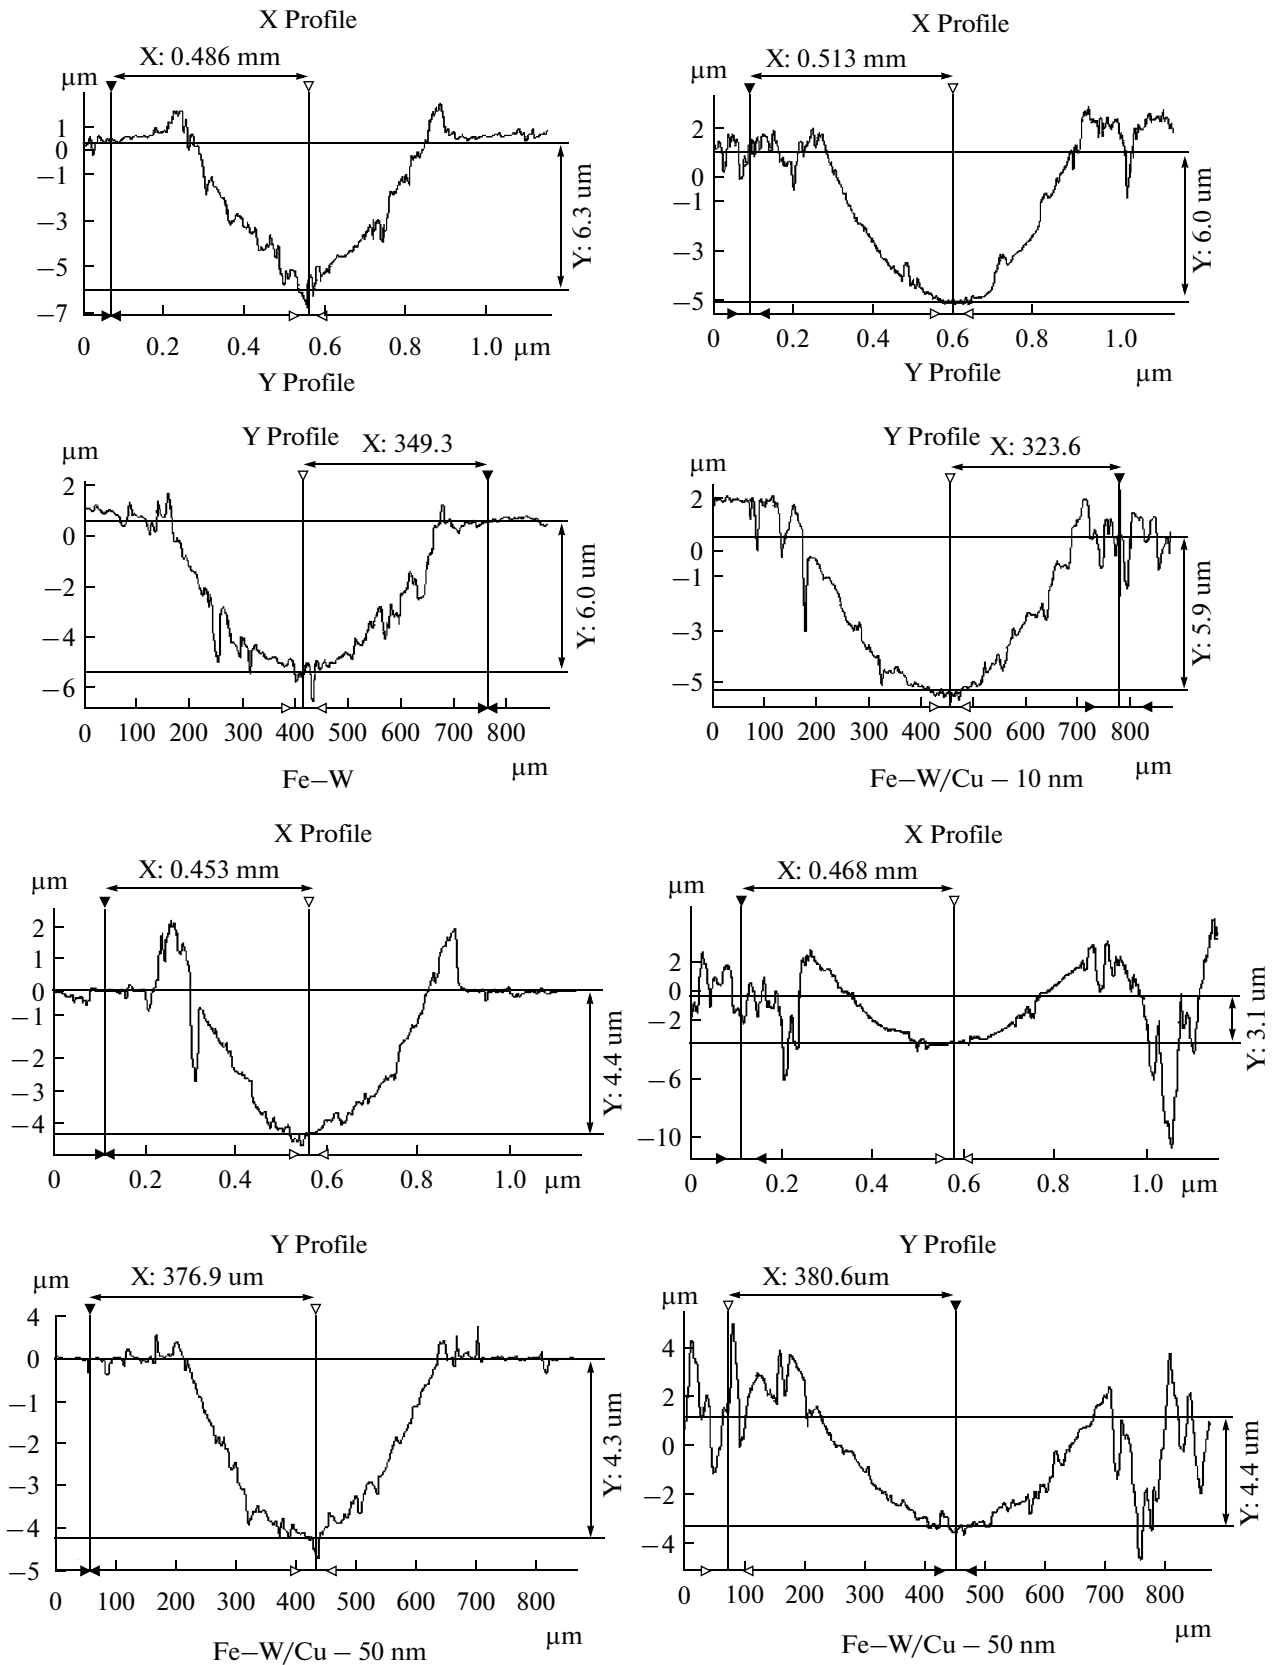 X Profile
X: 0.486 mm
μm
1
0
−1
−3
−5
−7
Y: 6.3 um
0 0.2 0.4 0.6 0.8 1.0 μm
Y Profile
X Profile
X: 0.513 mm
μm
2
0
−1
−3
−5
Y: 6.0 um
0 0.2 0.4 0.6 0.8 1.0
Y Profile μm
Y Profile X: 349.3
μm
2
0
−2
−4
−6
Y: 6.0 um
0 100 200 300 400 500 600 700 800
μm
Fe−W
Y Profile X: 323.6
μm
2
0
−1
−3
−5
Y: 5.9 um
0 100 200 300 400 500 600 700 800
μm
Fe−W/Cu − 10 nm
X Profile
X: 0.453 mm
μm
2
1
0
−1
−2
−3
−4
Y: 4.4 um
0 0.2 0.4 0.6 0.8 1.0 μm
X Profile
X: 0.468 mm
μm
2
0
−2
−6
−10
Y: 3.1 um
0 0.2 0.4 0.6 0.8 1.0 μm
Y Profile
X: 376.9 um
μm
4
0
−1
−2
−3
−4
−5
Y: 4.3 um
0 100 200 300 400 500 600 700 800
μm
Fe−W/Cu − 50 nm
Y Profile
X: 380.6um
μm
4
2
0
−2
−4
Y: 4.4 um
0 100 200 300 400 500 600 700 800
μm
Fe−W/Cu − 50 nm